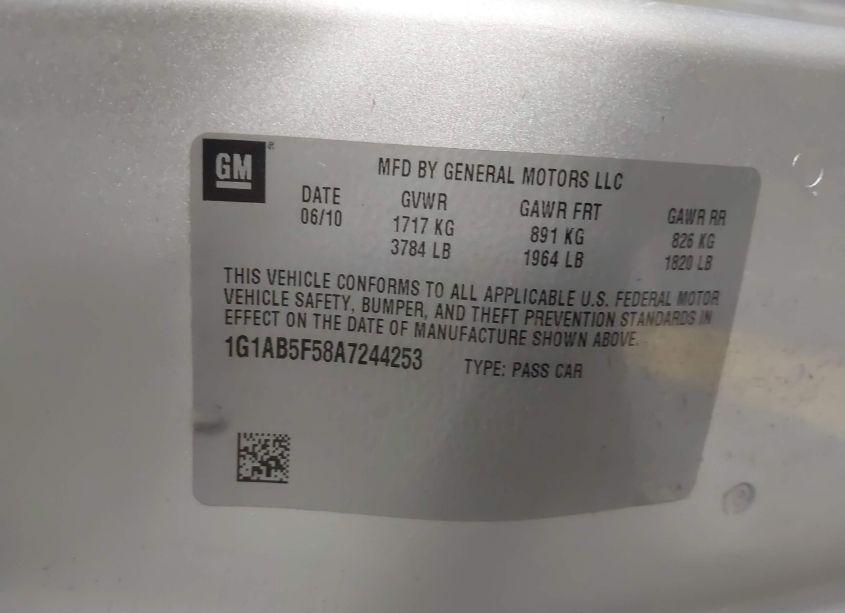 GM®
MFD BY GENERAL MOTORS LLC
DATE GVWR GAWR FRT GAWR RR
06/10 1717 KG 891 KG 826 KG
3784 LB 1964 LB 1820 LB
THIS VEHICLE CONFORMS TO ALL APPLICABLE U.S. FEDERAL MOTOR
VEHICLE SAFETY, BUMPER, AND THEFT PREVENTION STANDARDS IN
EFFECT ON THE DATE OF MANUFACTURE SHOWN ABOVE.
1G1AB5F58A7244253 TYPE: PASS CAR